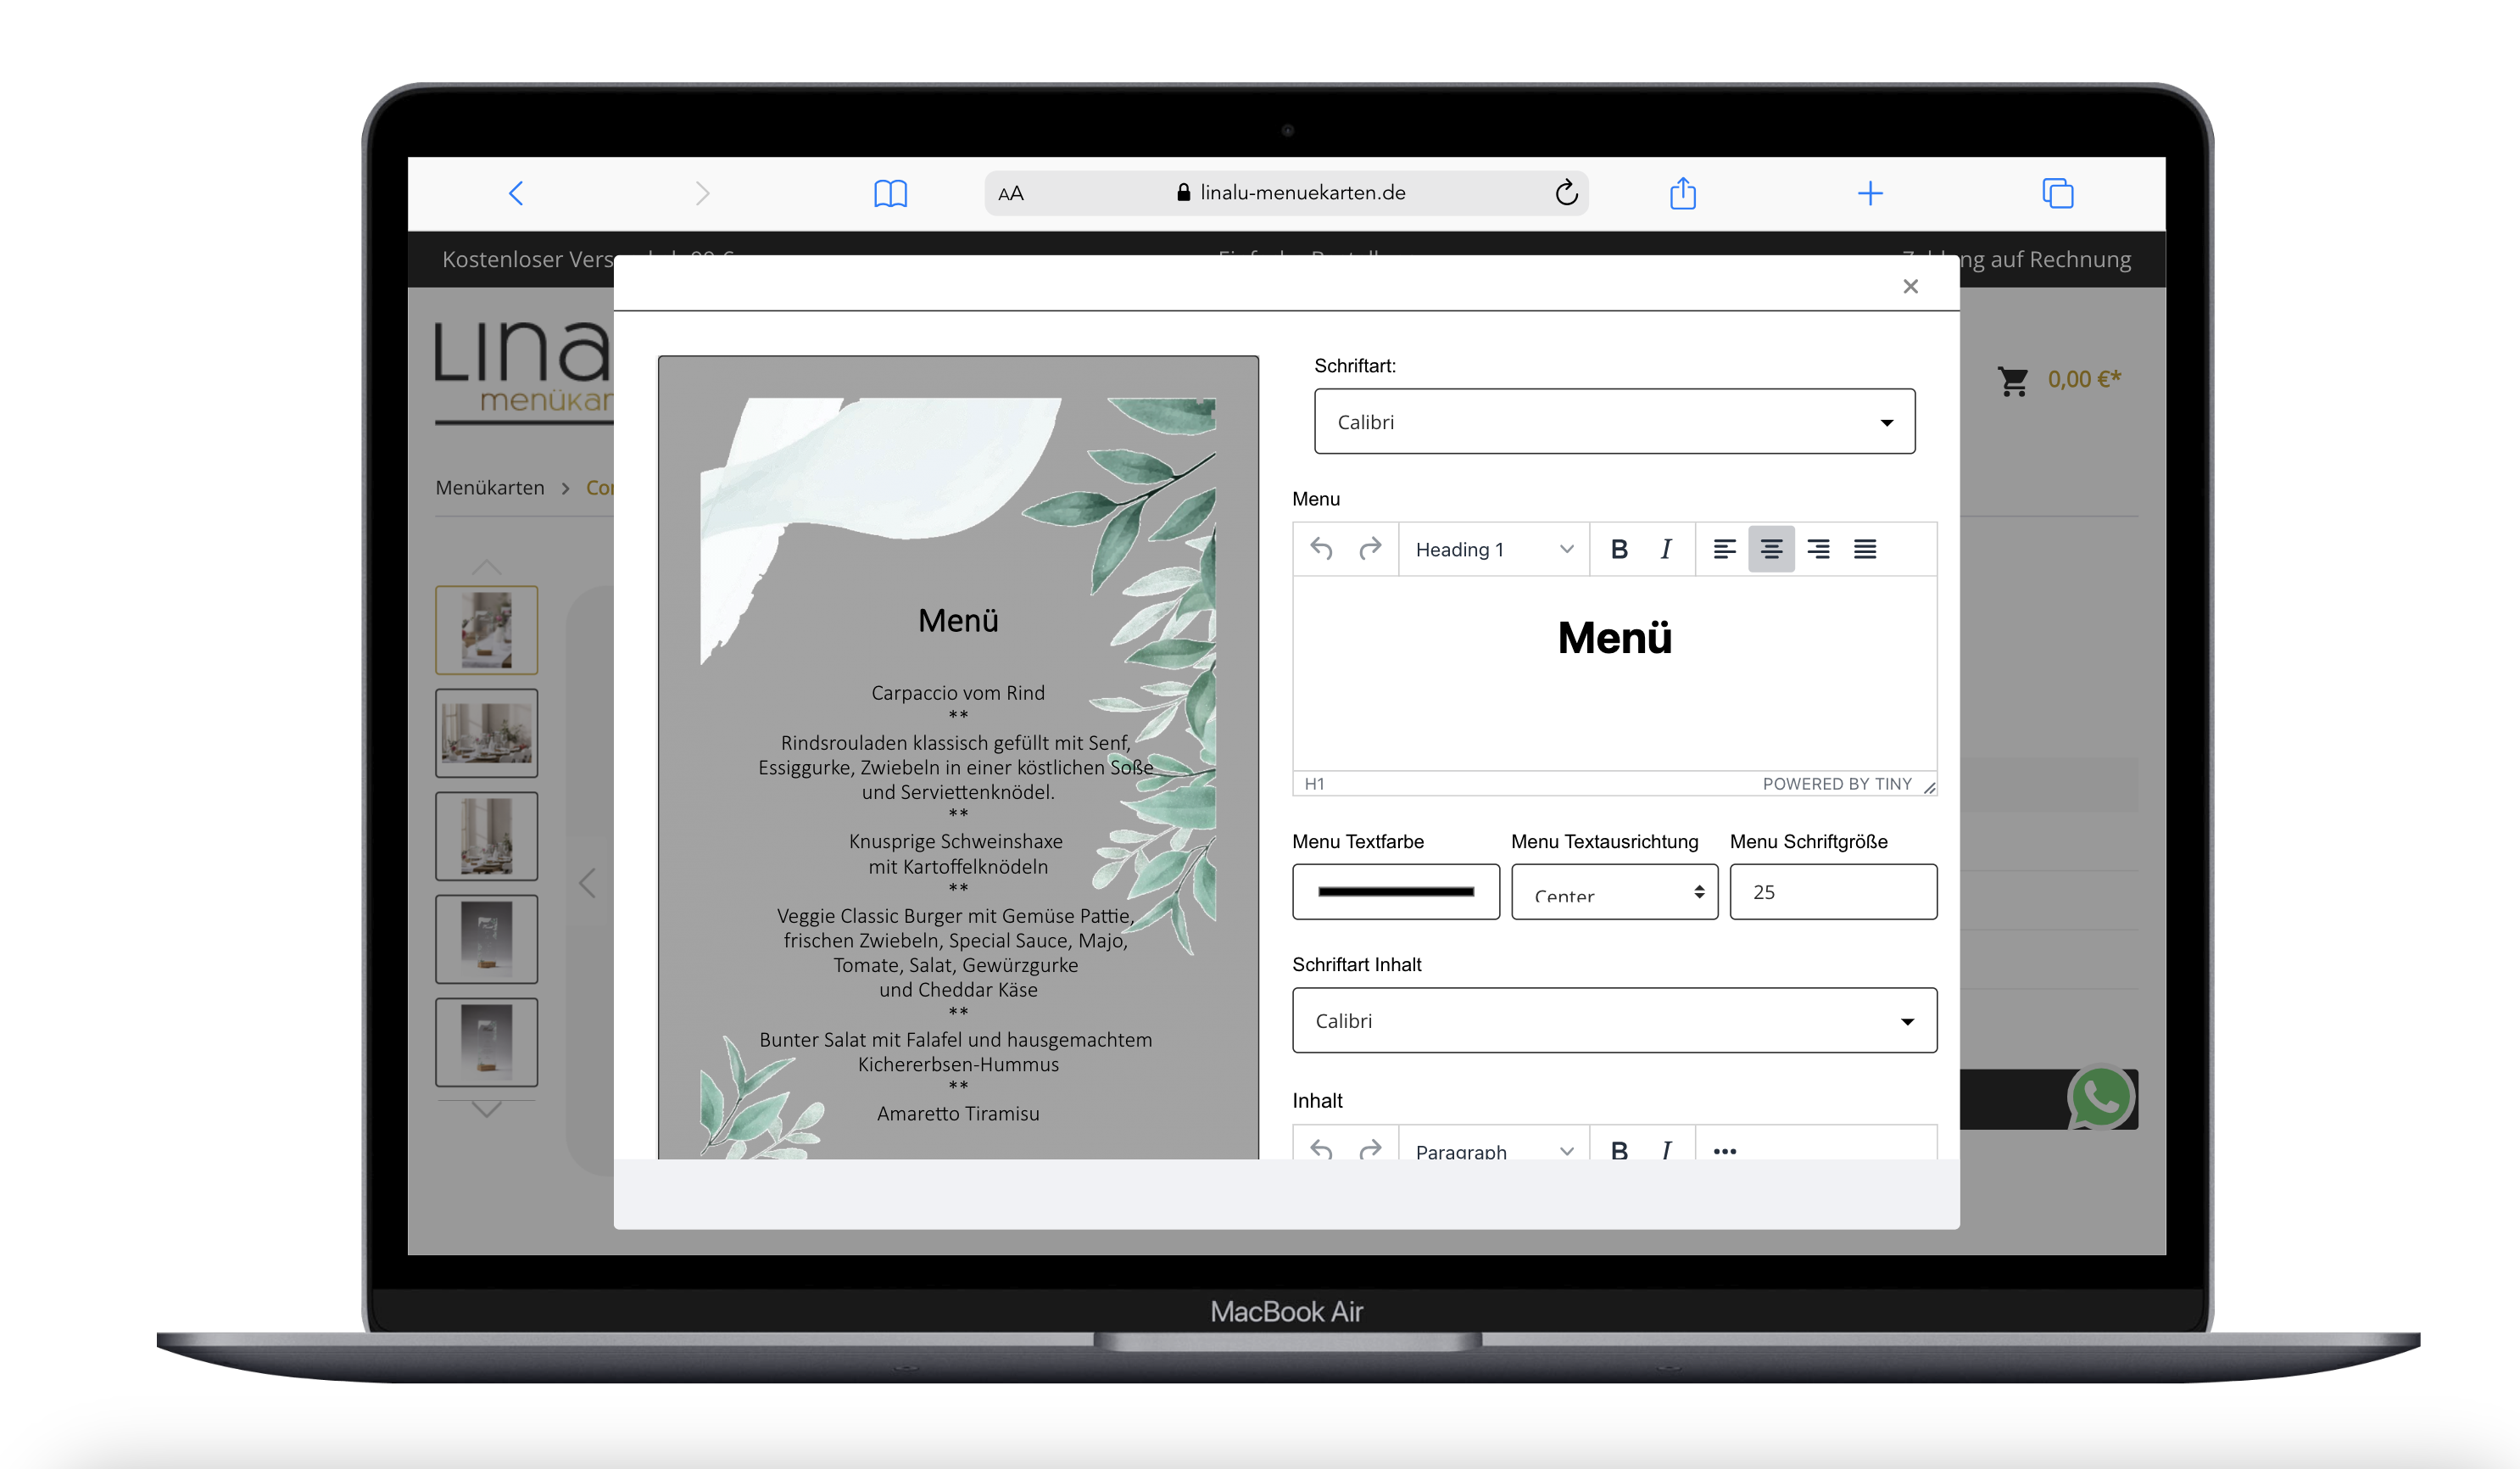 AA
linalu-menuekarten.de
Kostenloser Vers
ng auf Rechnung
Lina
menükar
0,00 €*
Menükarten > Co
Menü
Carpaccio vom Rind
**
Rindsrouladen klassisch gefüllt mit Senf,
Essiggurke, Zwiebeln in einer köstlichen Soße
und Serviettenknödel.
**
Knusprige Schweinshaxe
mit Kartoffelknödeln
**
Veggie Classic Burger mit Gemüse Pattie,
frischen Zwiebeln, Special Sauce, Majo,
Tomate, Salat, Gewürzgurke
und Cheddar Käse
**
Bunter Salat mit Falafel und hausgemachtem
Kichererbsen-Hummus
**
Amaretto Tiramisu
Schriftart:
Calibri
Menu
Heading 1 B I
Menü
H1 POWERED BY TINY
Menu Textfarbe Menu Textausrichtung Menu Schriftgröße
Center 25
Schriftart Inhalt
Calibri
Inhalt
Paragraph B I
MacBook Air